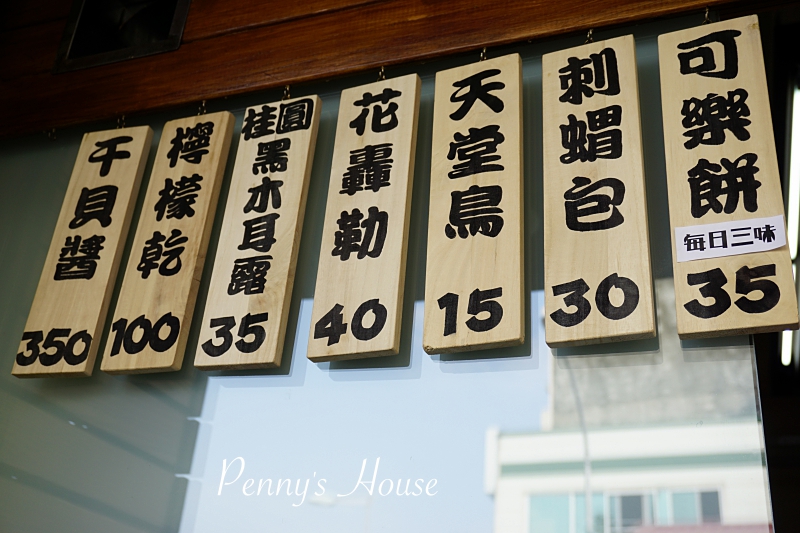 干貝醬
350
檸檬乾
100
桂圓黑木耳露
35
花轟勒
40
天堂鳥
15
刺蝟包
30
可樂餅
每日三味
35
Penny's House